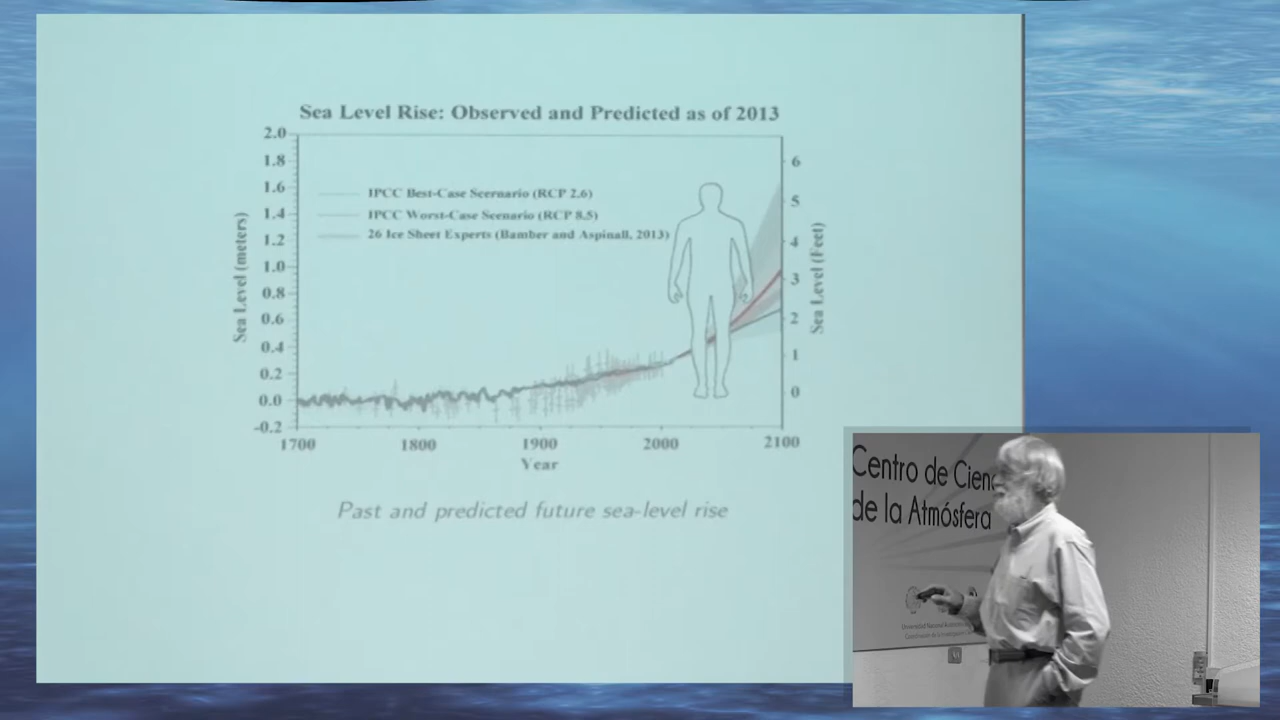 Sea Level Rise: Observed and Predicted as of 2013
2.0
1.8
1.6
1.4
1.2
1.0
0.8
0.6
0.4
0.2
0.0
-0.2
Sea Level (meters)
IPCC Best-Case Scernario (RCP 2.6)
IPCC Worst-Case Scenario (RCP 8.5)
26 Ice Sheet Experts (Bamber and Aspinall, 2013)
6
5
4
3
2
1
0
Sea Level (Feet)
1700 1800 1900 2000 2100
Year
Past and predicted future sea-level rise
Centro de Cienc
de la Atmósfera
Universidad Nacional